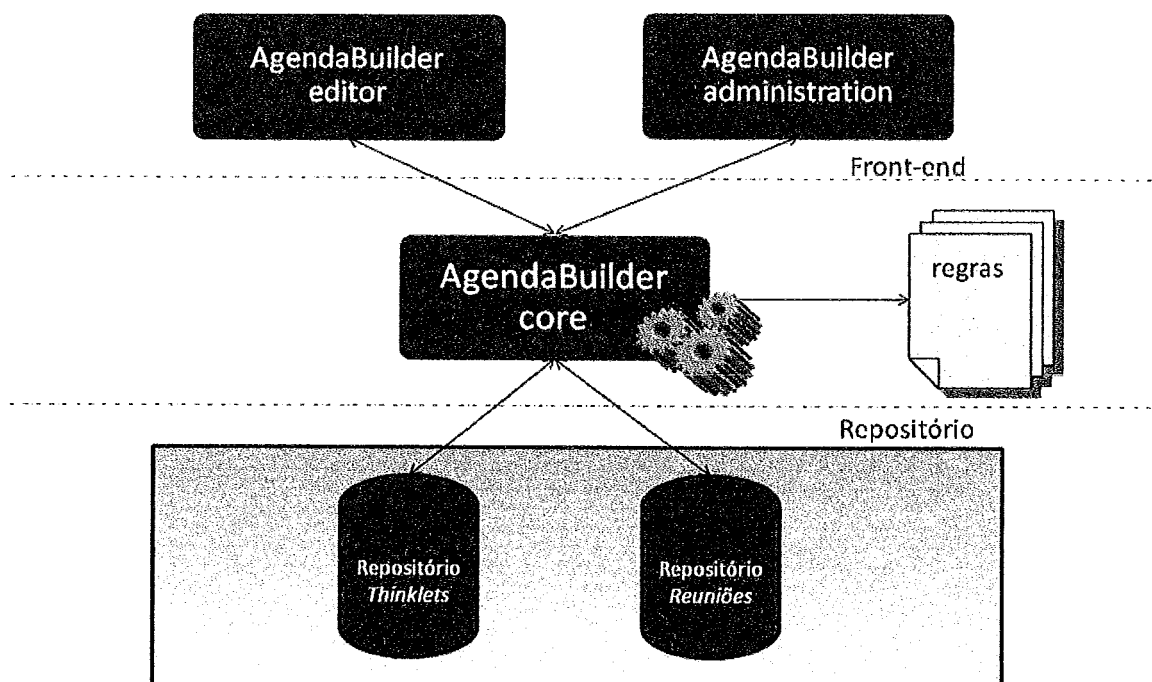 AgendaBuilder
editor
AgendaBuilder
administration
Front-end
AgendaBuilder
core
regras
Repositório
Repositório
Thinklets
Repositório
Reuniões